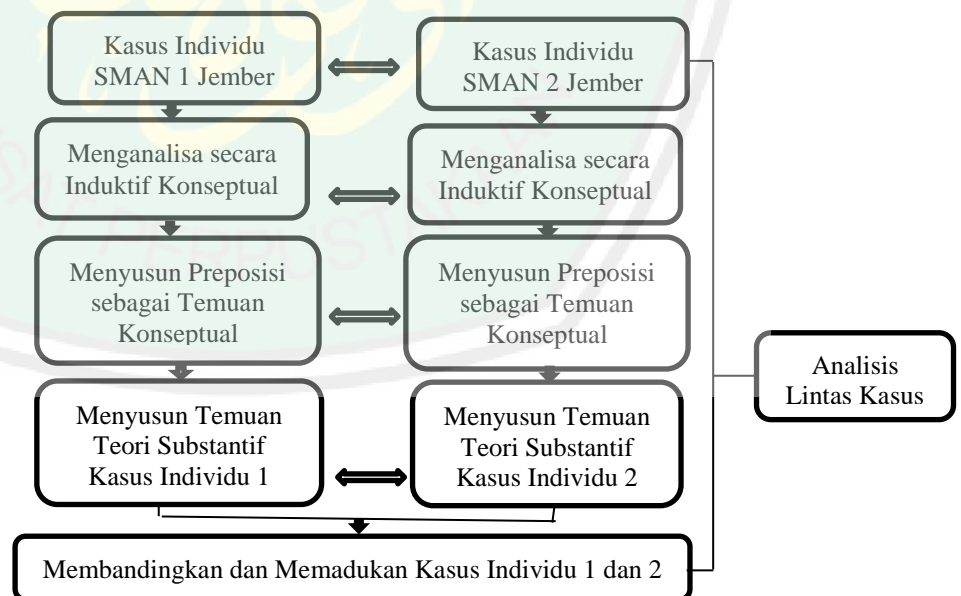 Kasus Individu
SMAN 1 Jember
Kasus Individu
SMAN 2 Jember
Menganalisa secara
Induktif Konseptual
Menganalisa secara
Induktif Konseptual
Menyusun Preposisi
sebagai Temuan
Konseptual
Menyusun Preposisi
sebagai Temuan
Konseptual
Analisis
Lintas Kasus
Menyusun Temuan
Teori Substantif
Kasus Individu 1
Menyusun Temuan
Teori Substantif
Kasus Individu 2
Membandingkan dan Memadukan Kasus Individu 1 dan 2